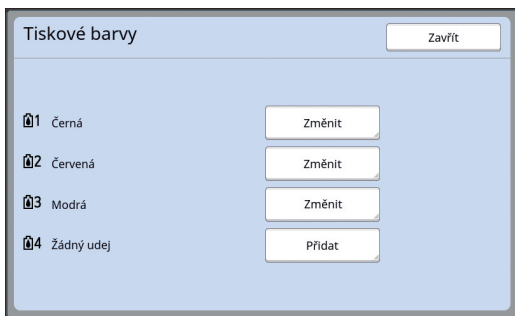 Tiskové barvy
Zavřít
1 Černá
Změnit
2 Červená
Změnit
3 Modrá
Změnit
4 Žádný udej
Přidat